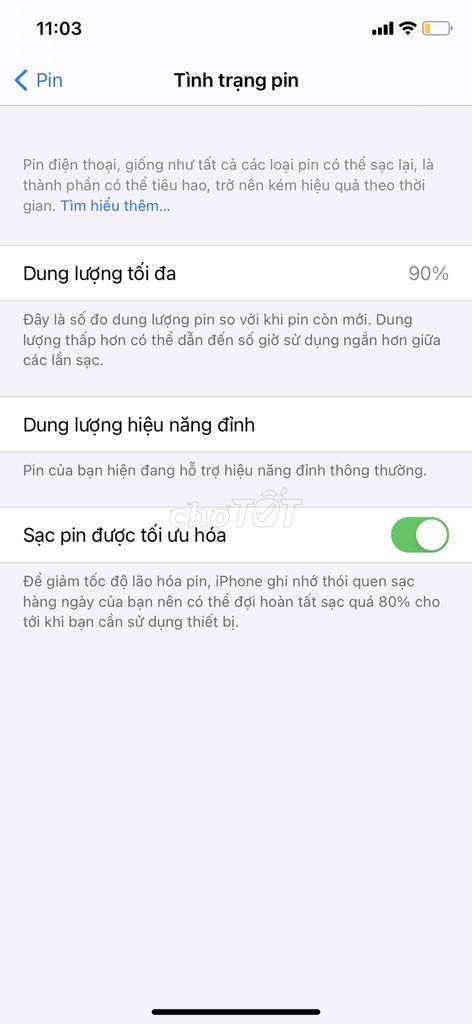 11:03
Pin
Tình trạng pin
Pin điện thoại, giống như tất cả các loại pin có thể sạc lại, là
thành phần có thể tiêu hao, trở nên kém hiệu quả theo thời
gian. Tìm hiểu thêm...
Dung lượng tối đa 90%
Đây là số đo dung lượng pin so với khi pin còn mới. Dung
lượng thấp hơn có thể dẫn đến số giờ sử dụng ngắn hơn giữa
các lần sạc.
Dung lượng hiệu năng đỉnh
Pin của bạn hiện đang hỗ trợ hiệu năng đỉnh thông thường.
chợTỐT
Sạc pin được tối ưu hóa
Để giảm tốc độ lão hóa pin, iPhone ghi nhớ thói quen sạc
hàng ngày của bạn nên có thể đợi hoàn tất sạc quá 80% cho
tới khi bạn cần sử dụng thiết bị.